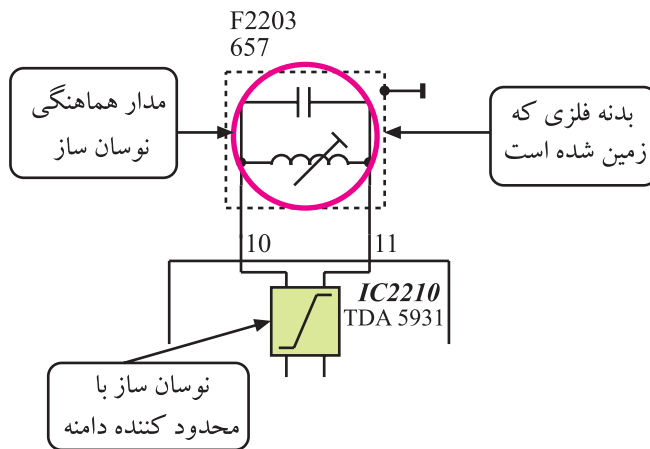 F2203
657
مدار هماهنگی
نوسان ساز
بدنه فلزی که
زمین شده است
10
11
IC2210
TDA 5931
نوسان ساز با
محدود کننده دامنه